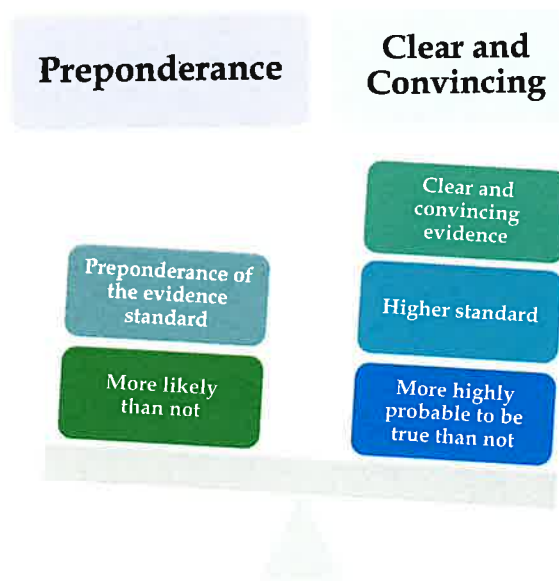 Preponderance
Clear and
Convincing
Preponderance of
the evidence
standard
More likely
than not
Clear and
convincing
evidence
Higher standard
More highly
probable to be
true than not